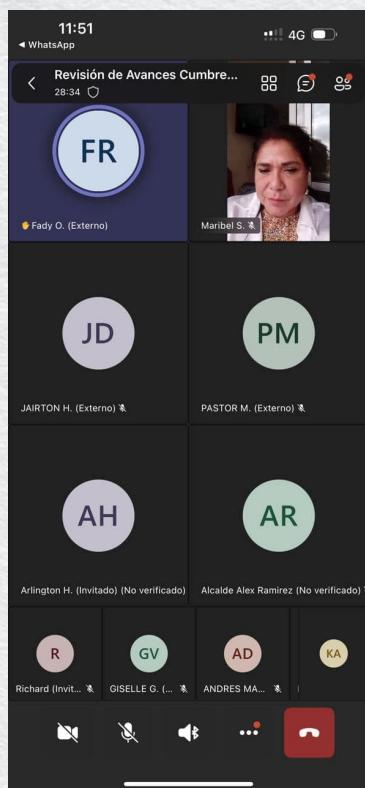 11:51
4G
◄ WhatsApp
Revisión de Avances Cumbre...
28:34
FR
Fady O. (Externo)
Maribel S.
JD
PM
JAIRTON H. (Externo)
PASTOR M. (Externo)
AH
AR
Arlington H. (Invitado) (No verificado)
Alcalde Alex Ramirez (No verificado)
R
GV
AD
KA
Richard (Invit...
GISELLE G. (...
ANDRES MA...